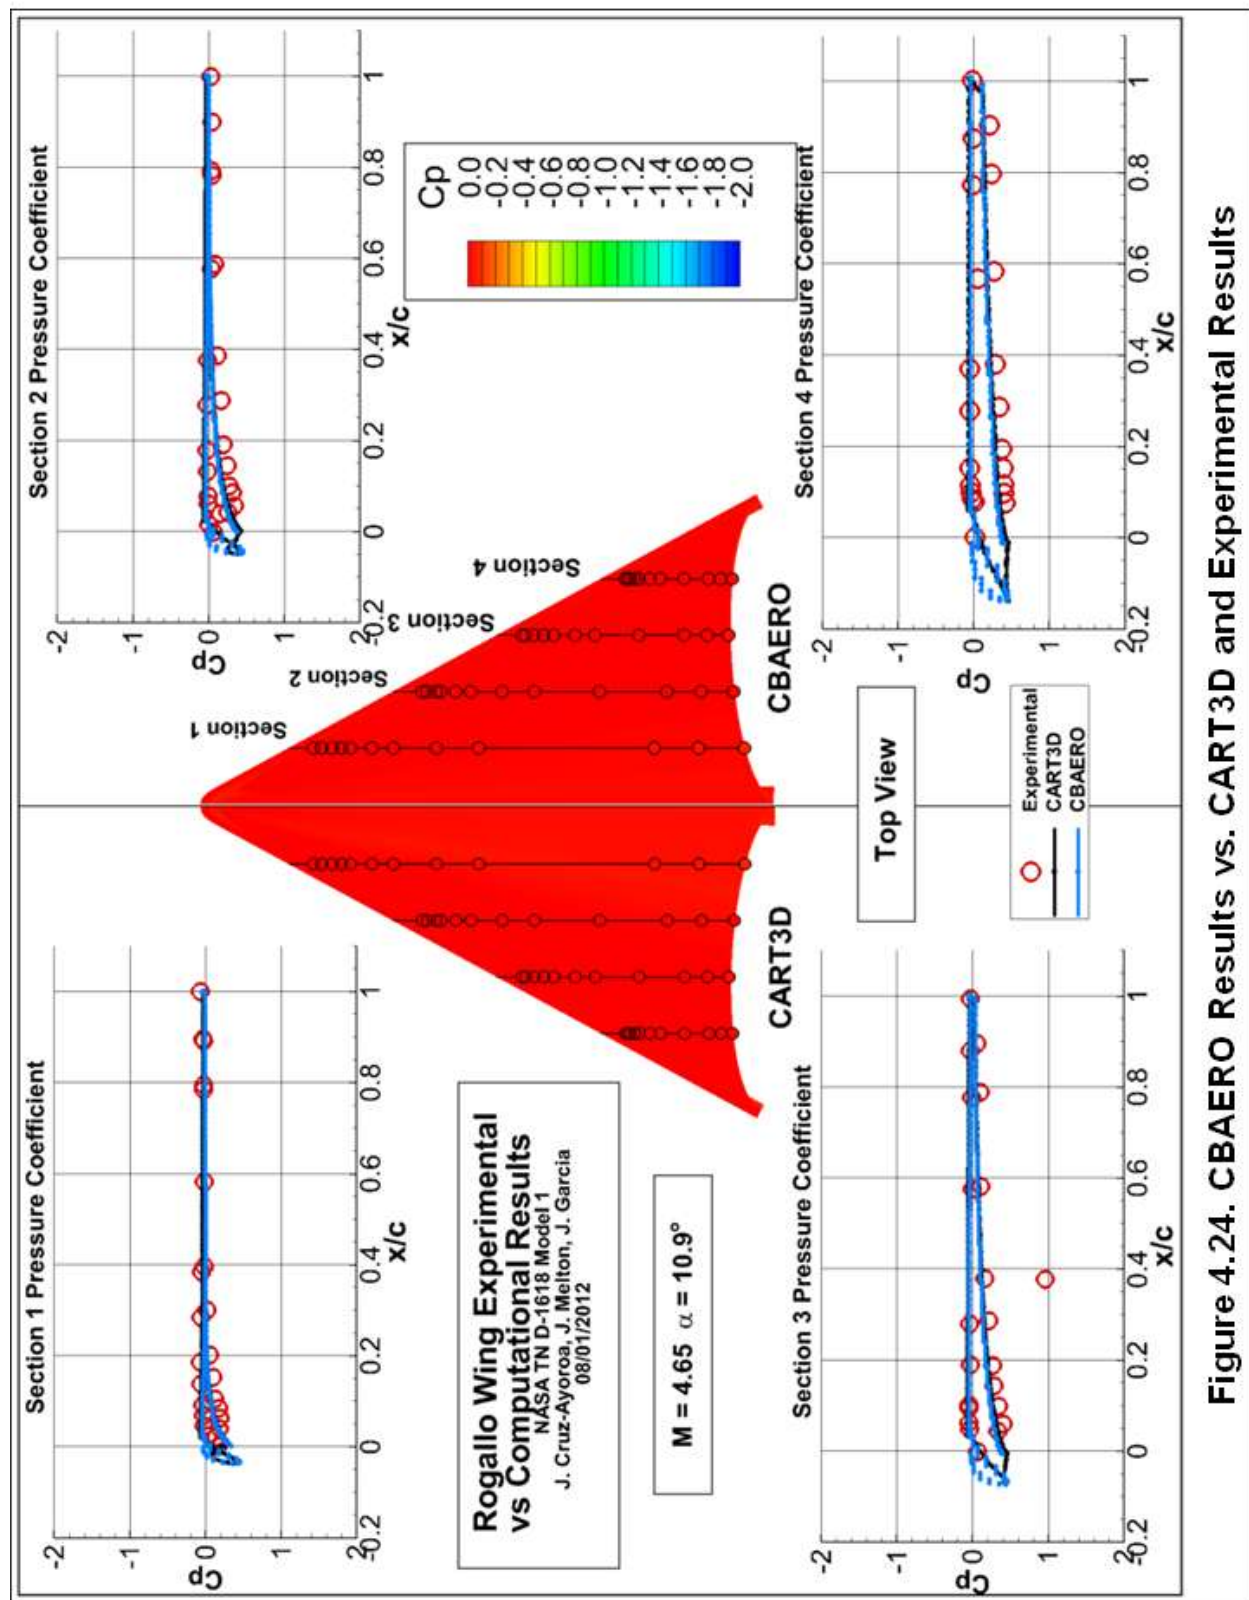 Section 1 Pressure Coefficient
-2
-1
0
1
2
Cp
-0.2
0
0.2
0.4
0.6
0.8
1
x/c
Section 2 Pressure Coefficient
-2
-1
0
1
2
Cp
-0.2
0
0.2
0.4
0.6
0.8
1
x/c
Rogallo Wing Experimental
vs Computational Results
NASA TN D-1618 Model 1
J. Cruz-Ayoroa, J. Melton, J. Garcia
08/01/2012
M = 4.65 α = 10.9°
Section 1
Section 2
Section 3
Section 4
Cp
0.0
-0.2
-0.4
-0.6
-0.8
-1.0
-1.2
-1.4
-1.6
-1.8
-2.0
CART3D
CBAERO
Section 3 Pressure Coefficient
-2
-1
0
1
2
Cp
-0.2
0
0.2
0.4
0.6
0.8
1
x/c
Top View
Experimental
CART3D
CBAERO
Section 4 Pressure Coefficient
-2
-1
0
1
2
Cp
-0.2
0
0.2
0.4
0.6
0.8
1
x/c
Figure 4.24. CBAERO Results vs. CART3D and Experimental Results